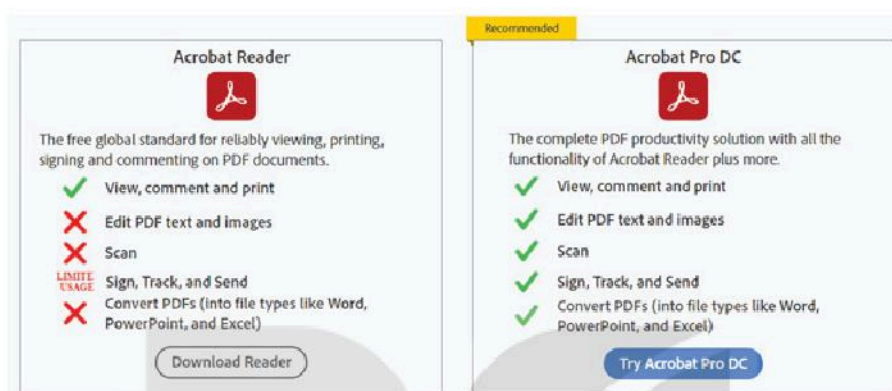 Recommended
Acrobat Reader
The free global standard for reliably viewing, printing,
signing and commenting on PDF documents.
View, comment and print
Edit PDF text and images
Scan
LIMITE
USAGE
Sign, Track, and Send
Convert PDFs (into file types like Word,
PowerPoint, and Excel)
Download Reader
Acrobat Pro DC
The complete PDF productivity solution with all the
functionality of Acrobat Reader plus more.
View, comment and print
Edit PDF text and images
Scan
Sign, Track, and Send
Convert PDFs (into file types like Word,
PowerPoint, and Excel)
Try Acrobat Pro DC